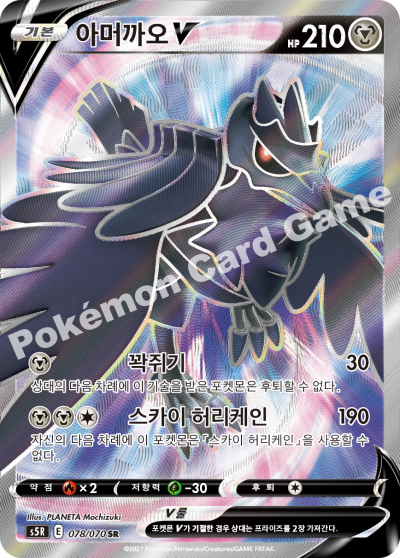 기본 아머까오 V HP 210
Pokémon Card Game
꽉쥐기 30
상대의 다음 차례에 이 기술을 받은 포켓몬은 후퇴할 수 없다.
스카이 허리케인 190
자신의 다음 차례에 이 포켓몬은 「스카이 허리케인」을 사용할 수
없다.
약점 ×2 저항력 -30 후퇴
Illus. PLANETA Mochizuki
s5R E 078/070 SR
V룰
포켓몬 V가 기절한 경우 상대는 프라이즈를 2장 가져간다.
©2021 Pokémon/Nintendo/Creatures/GAME FREAK.